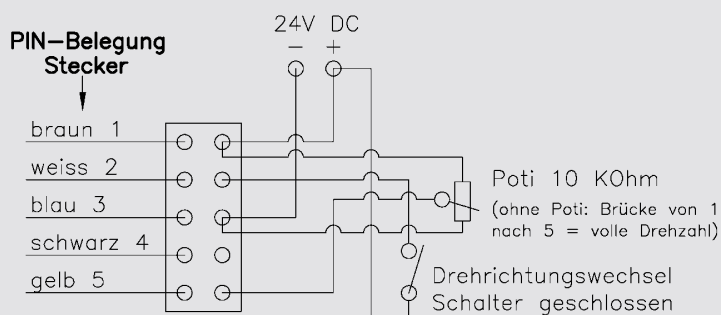 24V DC
− +
PIN−Belegung
Stecker
braun 1
weiss 2
blau 3
schwarz 4
gelb 5
Poti 10 KOhm
(ohne Poti: Brücke von 1
nach 5 = volle Drehzahl)
Drehrichtungswechsel
Schalter geschlossen